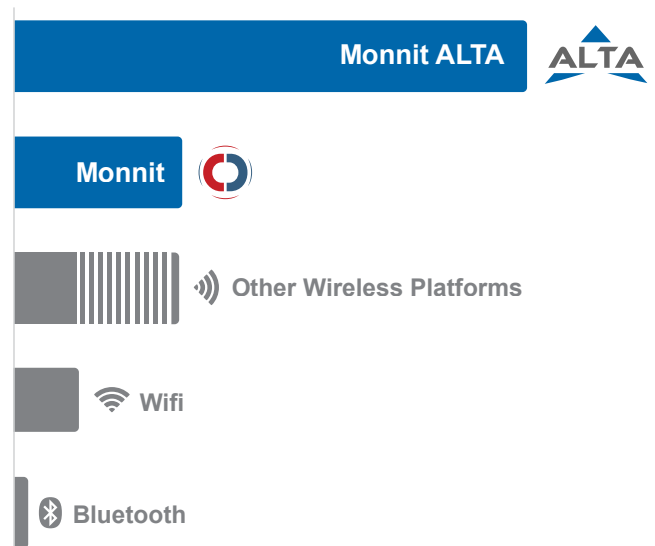 Monnit ALTA
ALTA
Monnit
Other Wireless Platforms
Wifi
Bluetooth